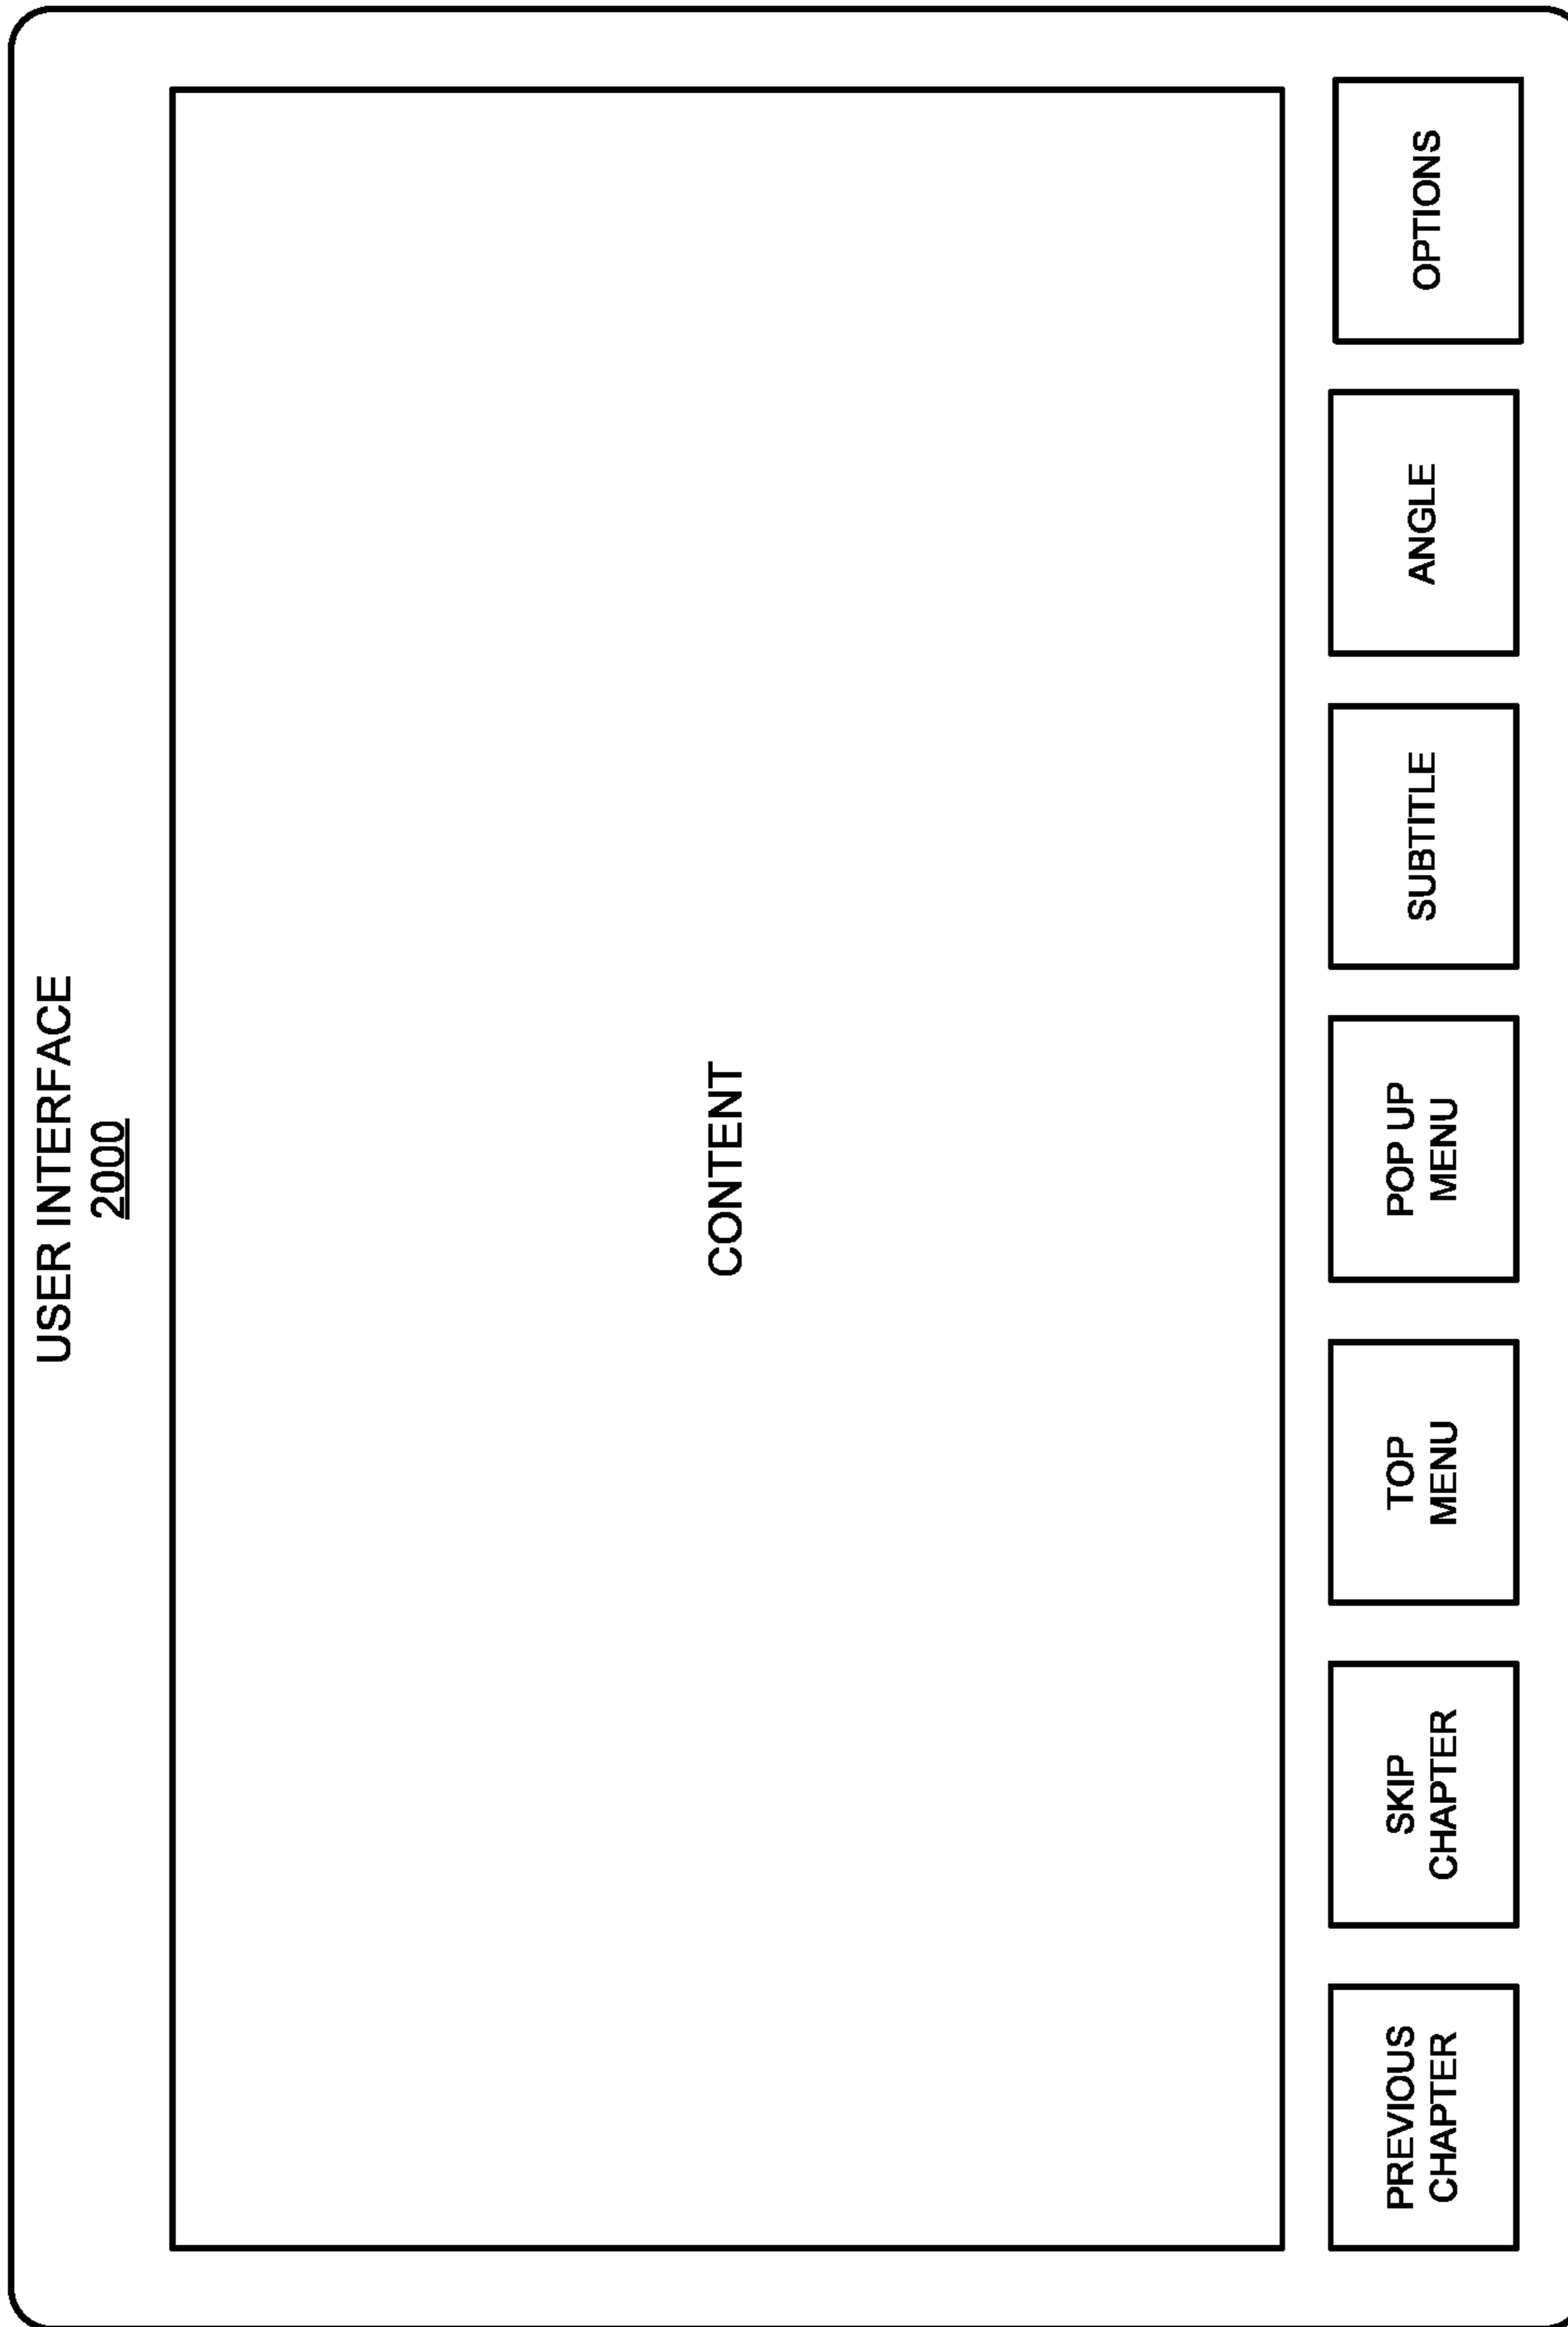 USER INTERFACE
2000
CONTENT
PREVIOUS
CHAPTER
SKIP
CHAPTER
TOP
MENU
POP UP
MENU
SUBTITLE
ANGLE
OPTIONS